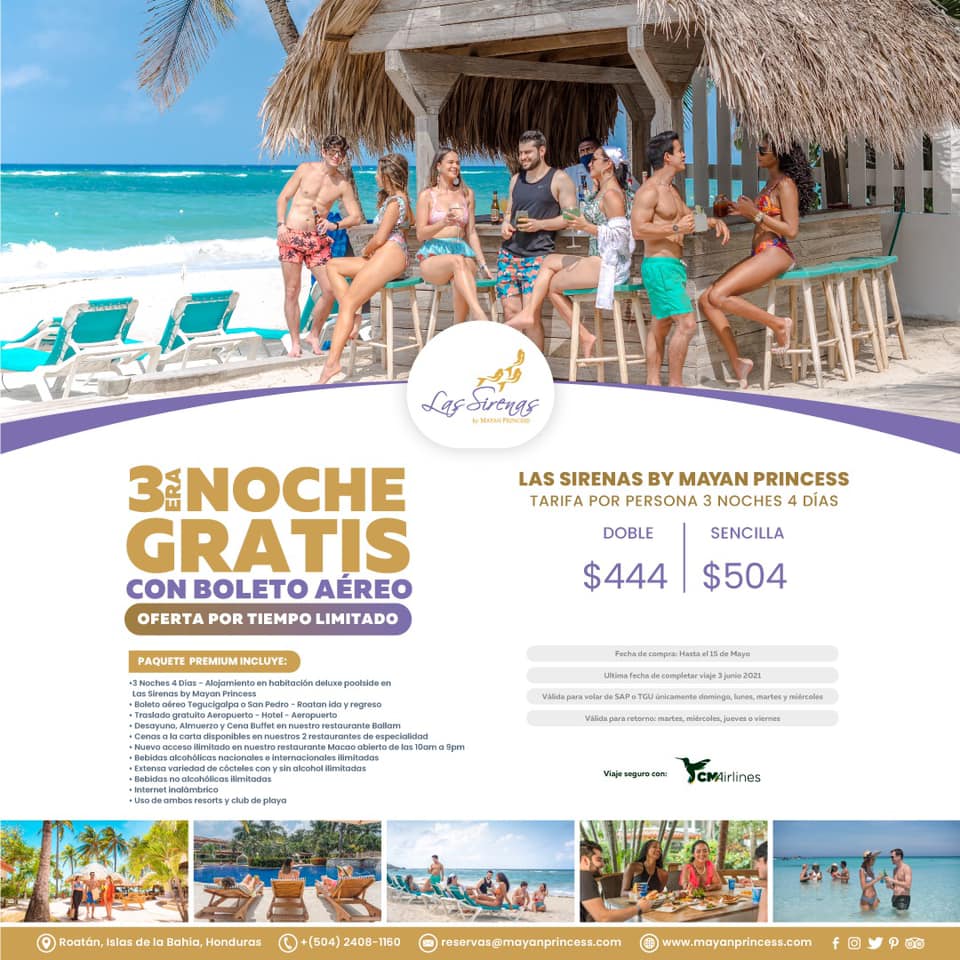 Las Sirenas
by MAYAN PRINCESS
3ERA NOCHE
GRATIS
CON BOLETO AÉREO
OFERTA POR TIEMPO LIMITADO
PAQUETE PREMIUM INCLUYE:
•3 Noches 4 Días - Alojamiento en habitación deluxe poolside en
Las Sirenas by Mayan Princess
• Boleto aéreo Tegucigalpa o San Pedro - Roatan ida y regreso
• Traslado gratuito Aeropuerto - Hotel - Aeropuerto
• Desayuno, Almuerzo y Cena Buffet en nuestro restaurante Ballam
• Cenas a la carta disponibles en nuestros 2 restaurantes de especialidad
• Nuevo acceso ilimitado en nuestro restaurante Macao abierto de las 10am a 9pm
• Bebidas alcohólicas nacionales e internacionales ilimitadas
• Extensa variedad de cócteles con y sin alcohol ilimitadas
• Bebidas no alcohólicas ilimitadas
• Internet inalámbrico
• Uso de ambos resorts y club de playa
LAS SIRENAS BY MAYAN PRINCESS
TARIFA POR PERSONA 3 NOCHES 4 DÍAS
DOBLE SENCILLA
$444 $504
Fecha de compra: Hasta el 15 de Mayo
Ultima fecha de completar viaje 3 junio 2021
Válida para volar de SAP o TGU únicamente domingo, lunes, martes y miércoles
Válida para retorno: martes, miércoles, jueves o viernes
Viaje seguro con: CMAirlines
Roatán, Islas de la Bahía, Honduras +(504) 2408-1160 reservas@mayanprincess.com www.mayanprincess.com